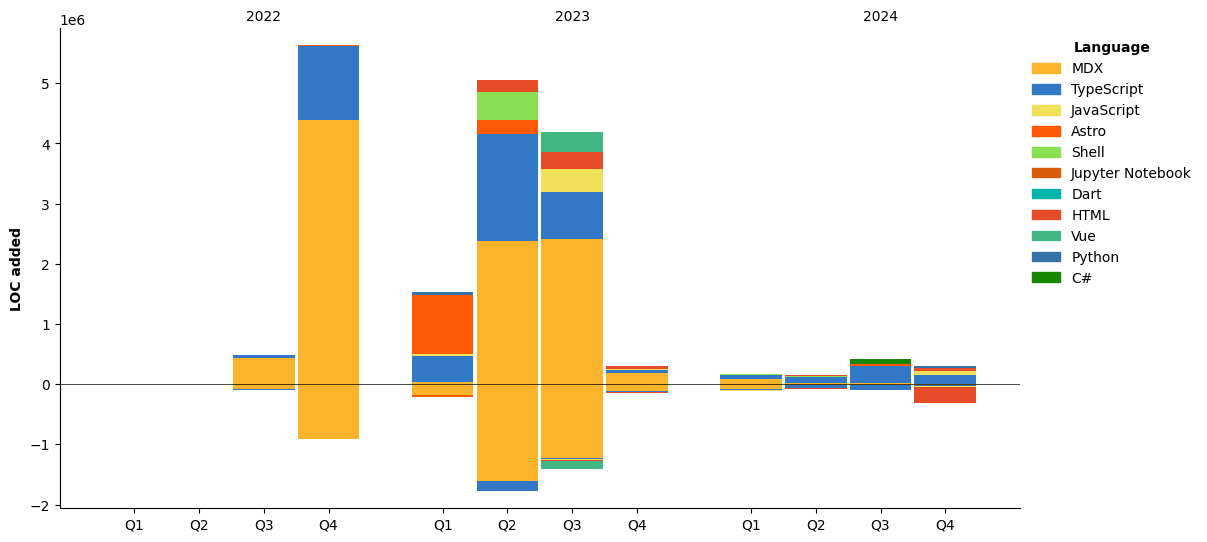 2022 2023 2024
1e6
Language
MDX
TypeScript
JavaScript
Astro
Shell
Jupyter Notebook
Dart
HTML
Vue
Python
C#
LOC added
5
4
3
2
1
0
−1
−2
Q1 Q2 Q3 Q4 Q1 Q2 Q3 Q4 Q1 Q2 Q3 Q4